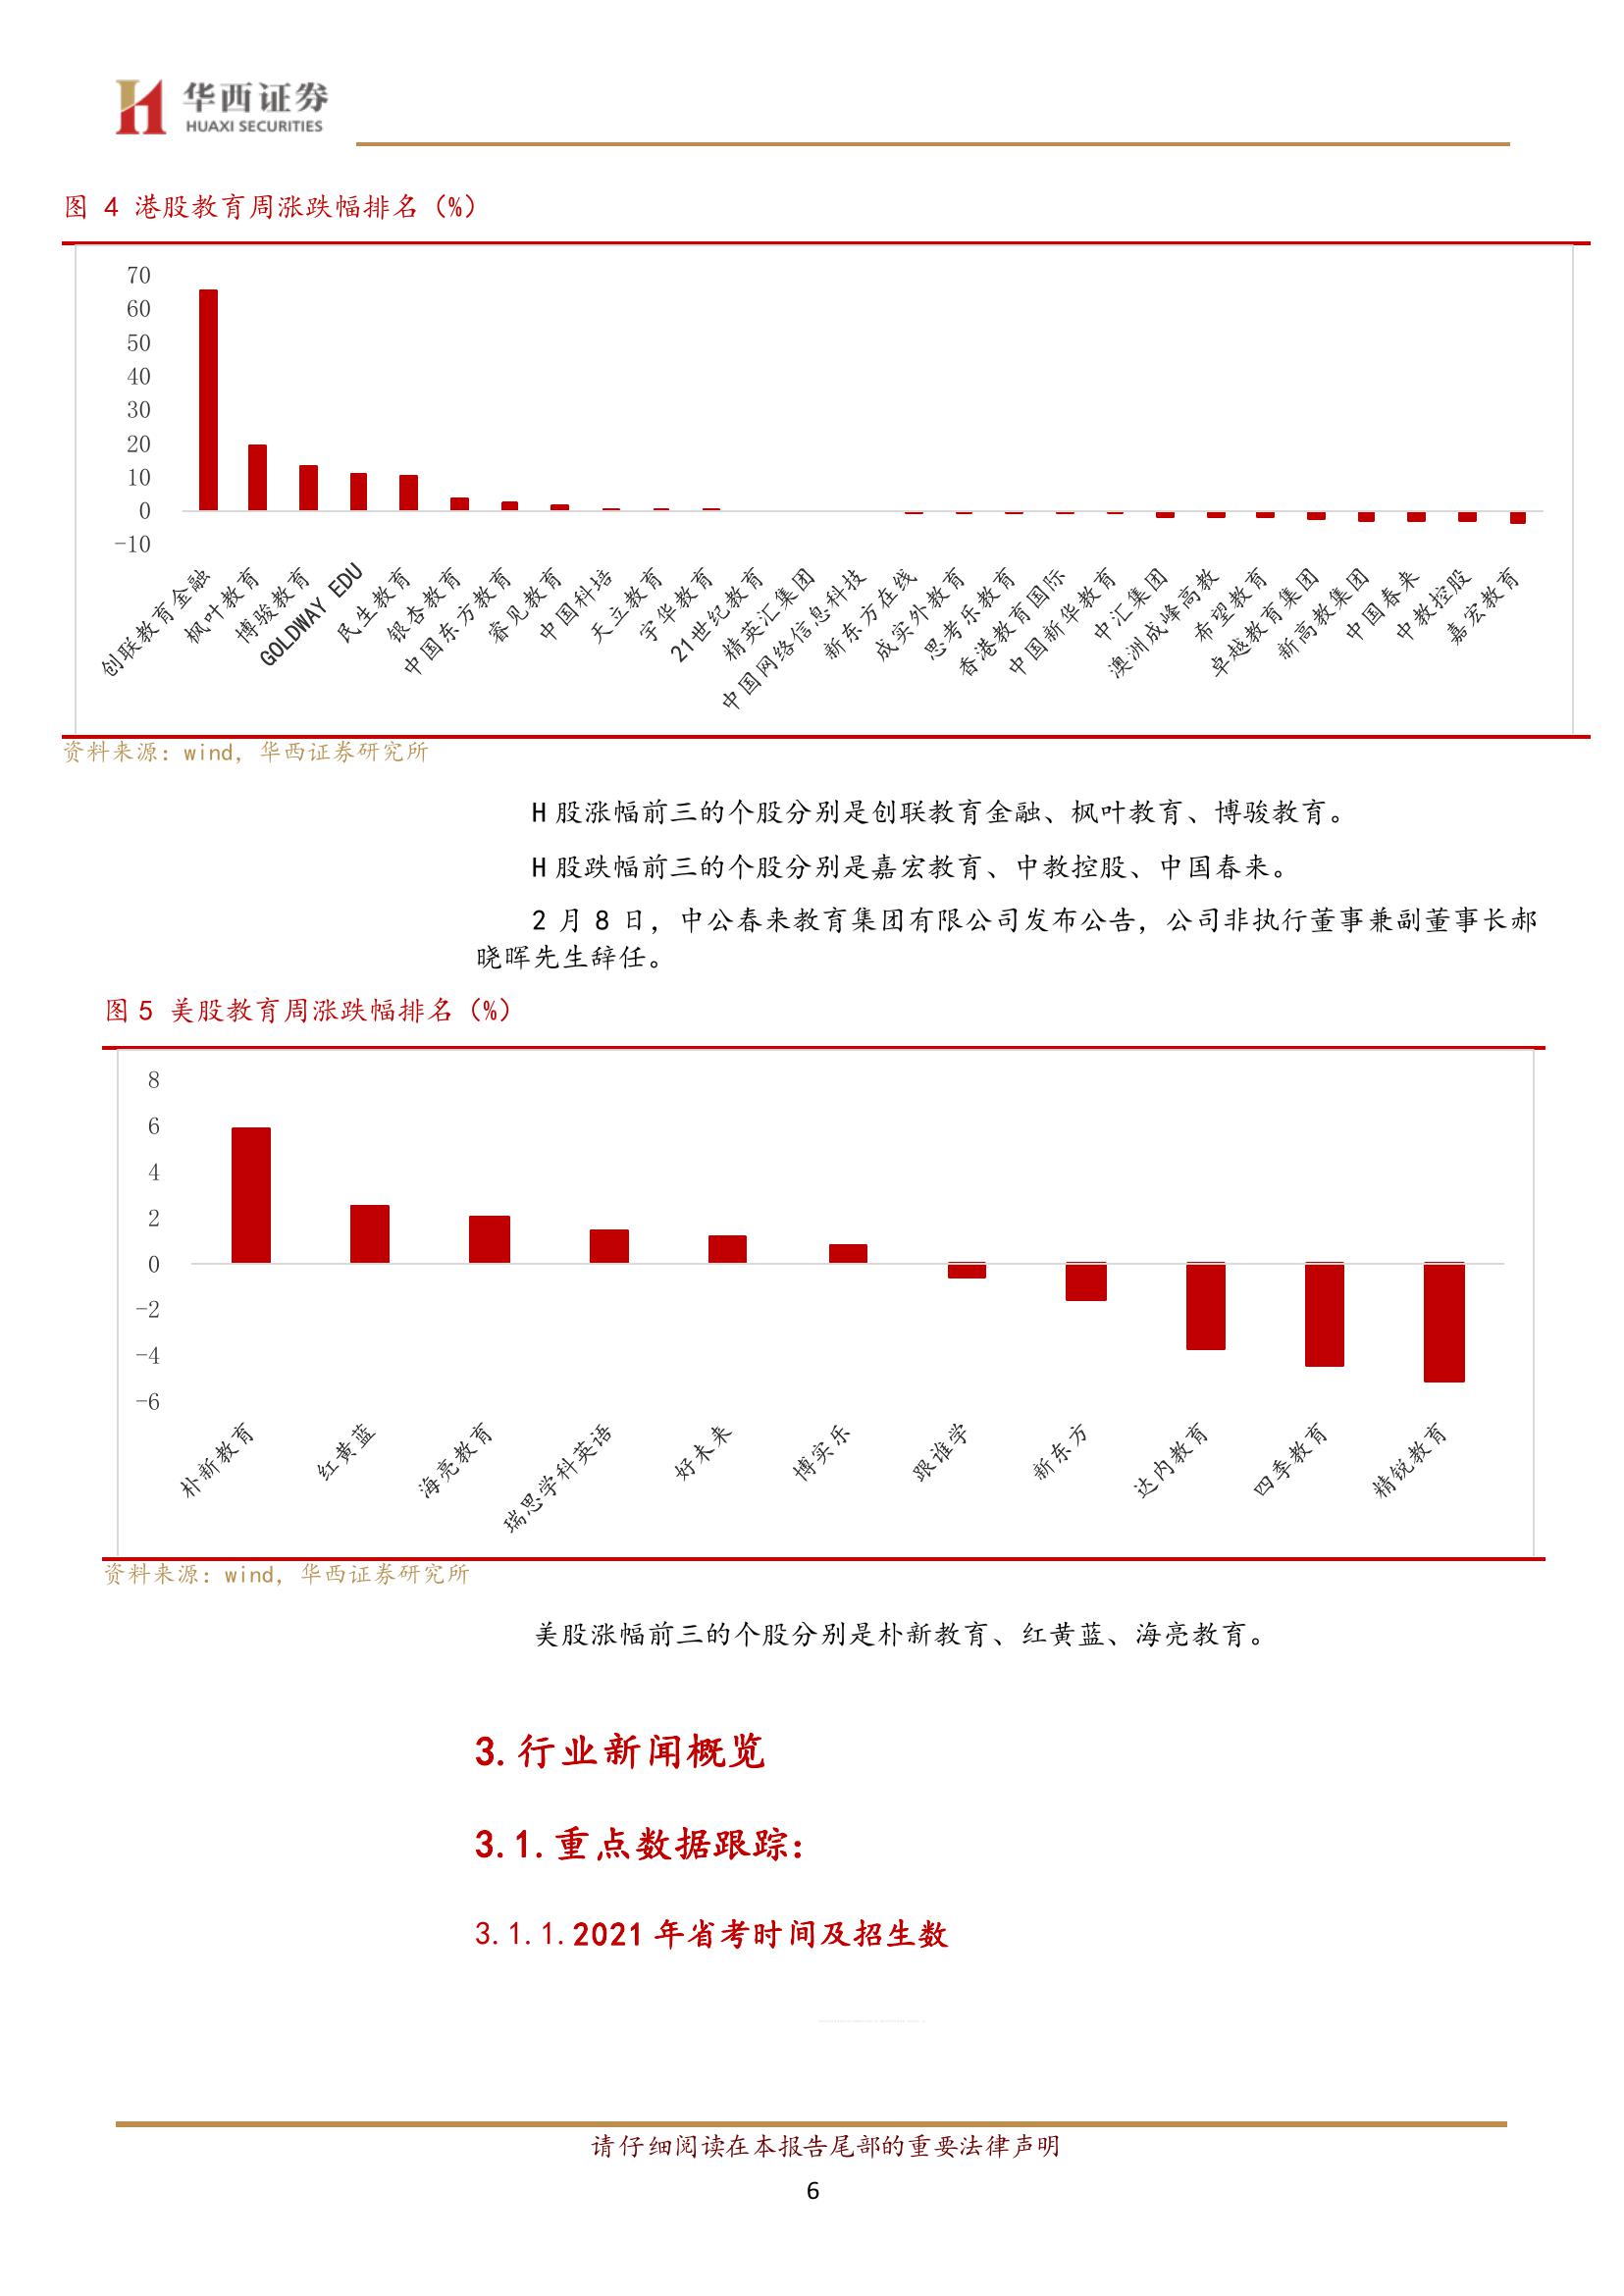 华西证券
HUAXI SECURITIES
图 4 港股教育周涨跌幅排名（%）
70
60
50
40
30
20
10
0
-10
创联教育金融
枫叶教育
博骏教育
GOLDWAY EDU
民生教育
银杏教育
中国东方教育
睿见教育
中国科培
天立教育
宇华教育
21世纪教育
精英汇集团
中国网络信息科技
新东方在线
成实外教育
思考乐教育
香港教育国际
中国新华教育
中汇集团
澳洲成峰高教
希望教育
卓越教育集团
新高教集团
中国春来
中教控股
嘉宏教育
资料来源：wind，华西证券研究所
H 股涨幅前三的个股分别是创联教育金融、枫叶教育、博骏教育。
H 股跌幅前三的个股分别是嘉宏教育、中教控股、中国春来。
2 月 8 日，中公春来教育集团有限公司发布公告，公司非执行董事兼副董事长郝
晓晖先生辞任。
图 5 美股教育周涨跌幅排名（%）
8
6
4
2
0
-2
-4
-6
朴新教育
红黄蓝
海亮教育
瑞思学科英语
好未来
博实乐
跟谁学
新东方
达内教育
四季教育
精锐教育
资料来源：wind，华西证券研究所
美股涨幅前三的个股分别是朴新教育、红黄蓝、海亮教育。
3.行业新闻概览
3.1.重点数据跟踪：
3.1.1.2021 年省考时间及招生数
请仔细阅读在本报告尾部的重要法律声明
6